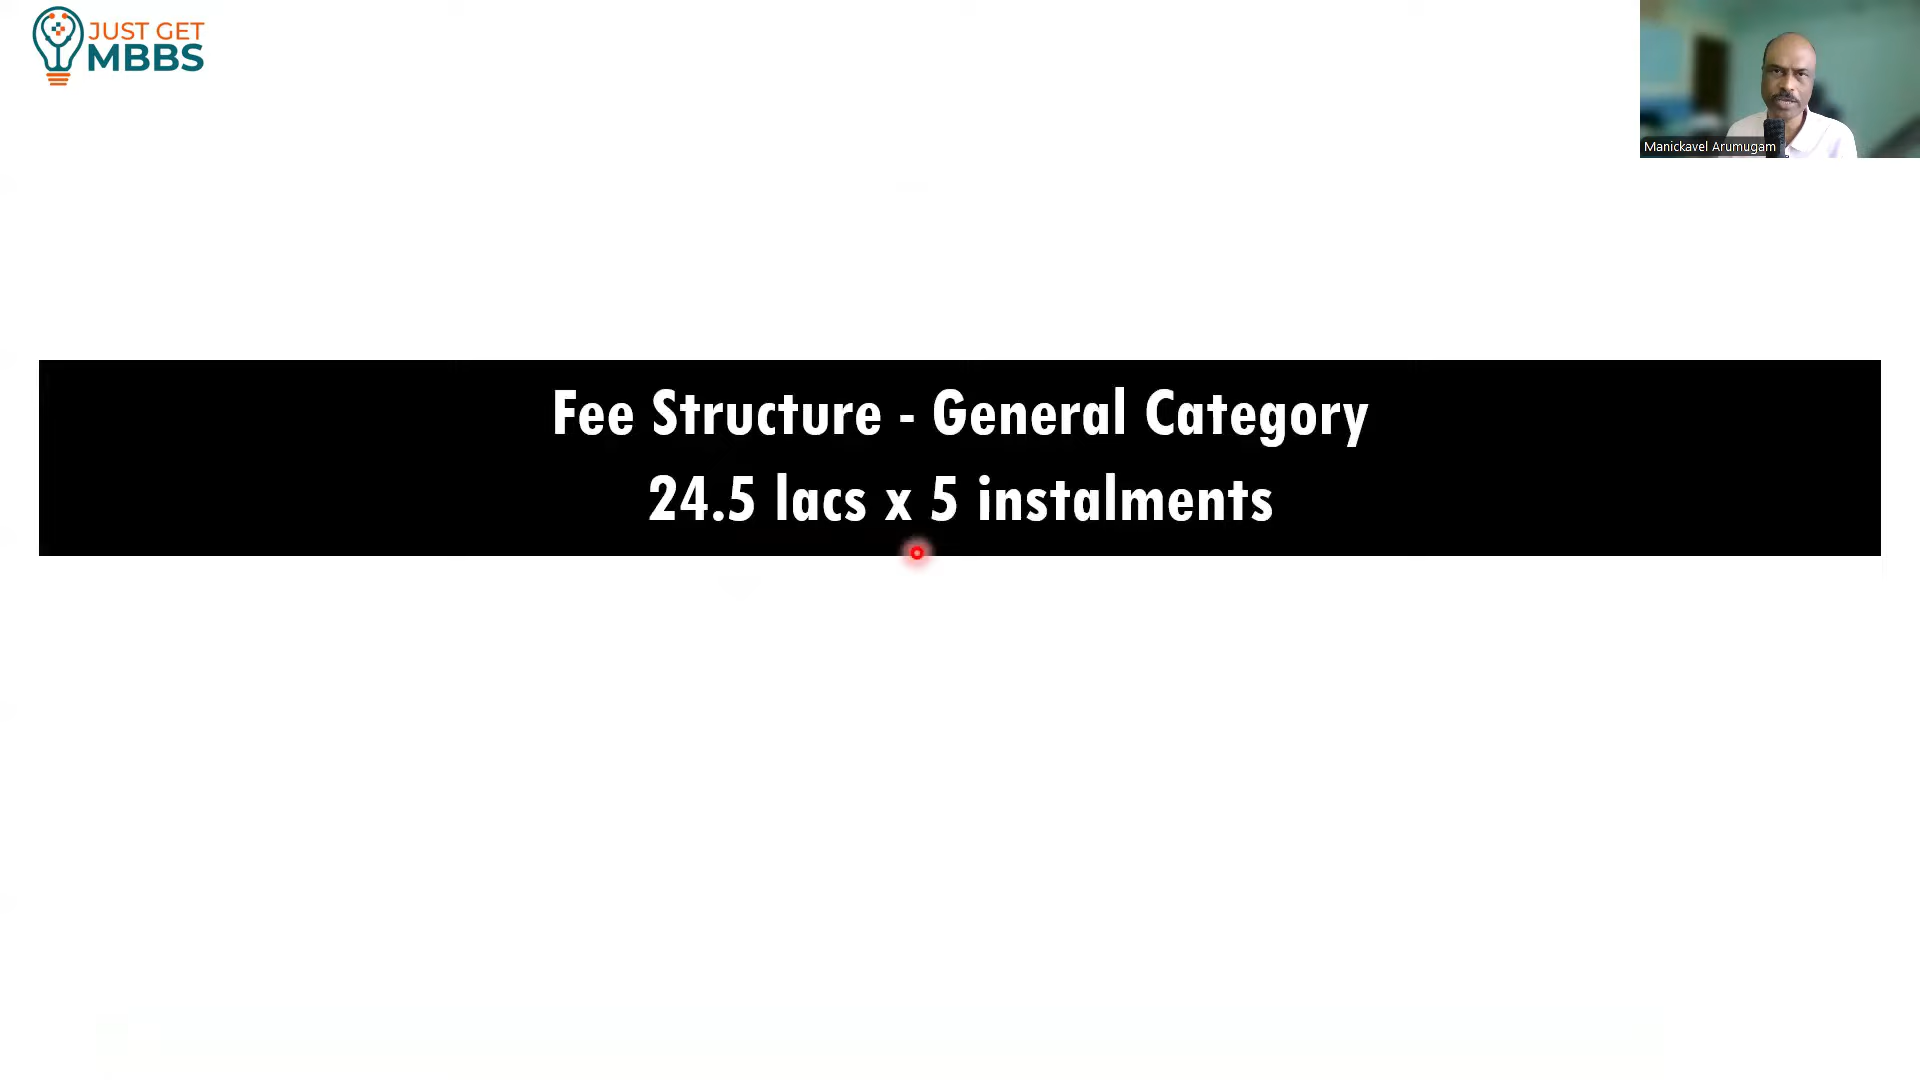 JUST GET
MBBS
Manickavel Arumugam
Fee Structure - General Category
24.5 lacs x 5 instalments